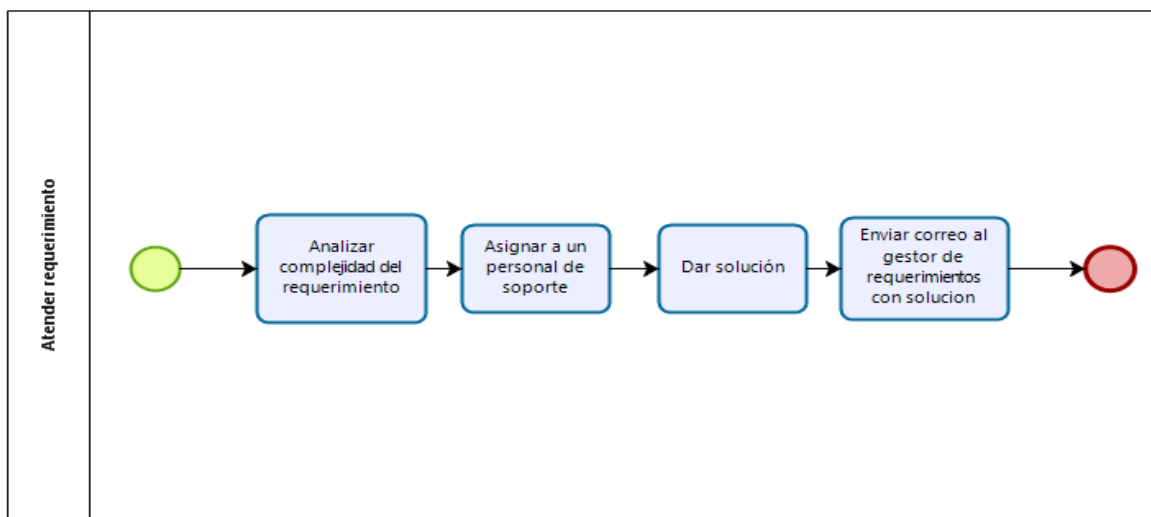 Atender requerimiento
Analizar
complejidad del
requerimiento
Asignar a un
personal de
soporte
Dar solución
Enviar correo al
gestor de
requerimientos
con solucion